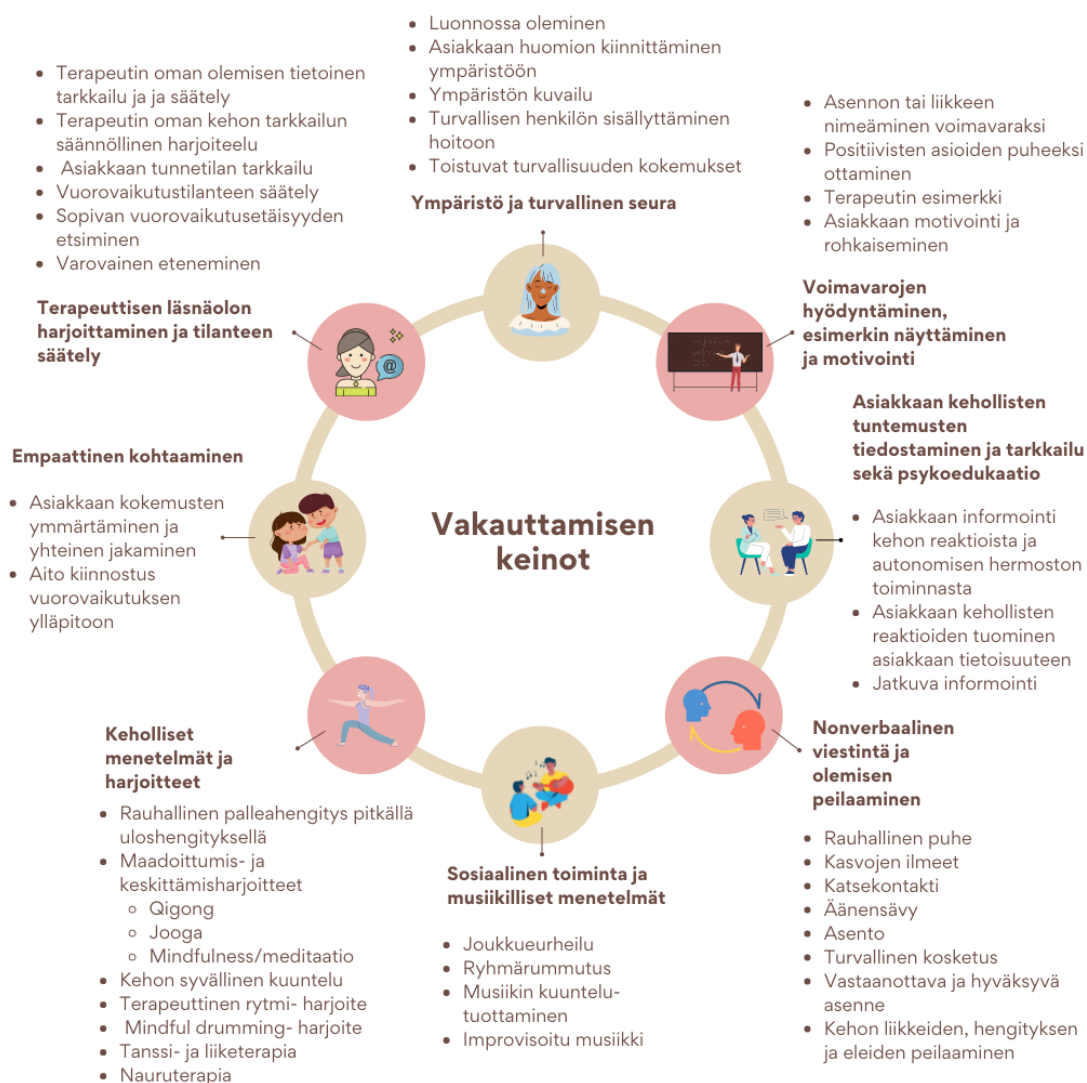 Vakauttamisen
keinot
• Luonnossa oleminen
• Asiakkaan huomion kiinnittäminen
ympäristöön
• Ympäristön kuvailu
• Turvallisen henkilön sisällyttäminen
hoitoon
• Toistuvat turvallisuuden kokemukset
Ympäristö ja turvallinen seura
• Asennon tai liikkeen
nimeäminen voimavaraksi
• Positiivisten asioiden puheeksi
ottaminen
• Terapeutin esimerkki
• Asiakkaan motivointi ja
rohkaiseminen
Voimavarojen
hyödyntäminen,
esimerkin näyttäminen
ja motivointi
Asiakkaan kehollisten
tuntemusten
tiedostaminen ja tarkkailu
sekä psykoedukaatio
• Asiakkaan informointi
kehon reaktioista ja
autonomisen hermoston
toiminnasta
• Asiakkaan kehollisten
reaktioiden tuominen
asiakkaan tietoisuuteen
• Jatkuva informointi
Nonverbaalinen
viestintä ja
olemisen
peilaaminen
• Rauhallinen puhe
• Kasvojen ilmeet
• Katsekontakti
• Äänensävy
• Asento
• Turvallinen kosketus
• Vastaanottava ja hyväksyvä
asenne
• Kehon liikkeiden, hengityksen
ja eleiden peilaaminen
Sosiaalinen toiminta ja
musiikilliset menetelmät
• Joukkueurheilu
• Ryhmärummutus
• Musiikin kuuntelu-
tuottaminen
• Improvisoitu musiikki
Keholliset
menetelmät ja
harjoitteet
• Rauhallinen palleahengitys pitkällä
uloshengityksellä
• Maadoittumis- ja
keskittämisharjoitteet
◦ Qigong
◦ Jooga
◦ Mindfulness/meditaatio
• Kehon syvällinen kuuntelu
• Terapeuttinen rytmi- harjoite
• Mindful drumming- harjoite
• Tanssi- ja liiketerapia
• Nauruterapia
Empaattinen kohtaaminen
• Asiakkaan kokemusten
ymmärtäminen ja
yhteinen jakaminen
• Aito kiinnostus
vuorovaikutuksen
ylläpitoon
• Terapeutin oman olemisen tietoinen
tarkkailu ja ja säätely
• Terapeutin oman kehon tarkkailun
säännöllinen harjoiteelu
• Asiakkaan tunnetilan tarkkailu
• Vuorovaikutustilanteen säätely
• Sopivan vuorovaikutusetäisyyden
etsiminen
• Varovainen eteneminen
Terapeuttisen läsnäolon
harjoittaminen ja tilanteen
säätely
@